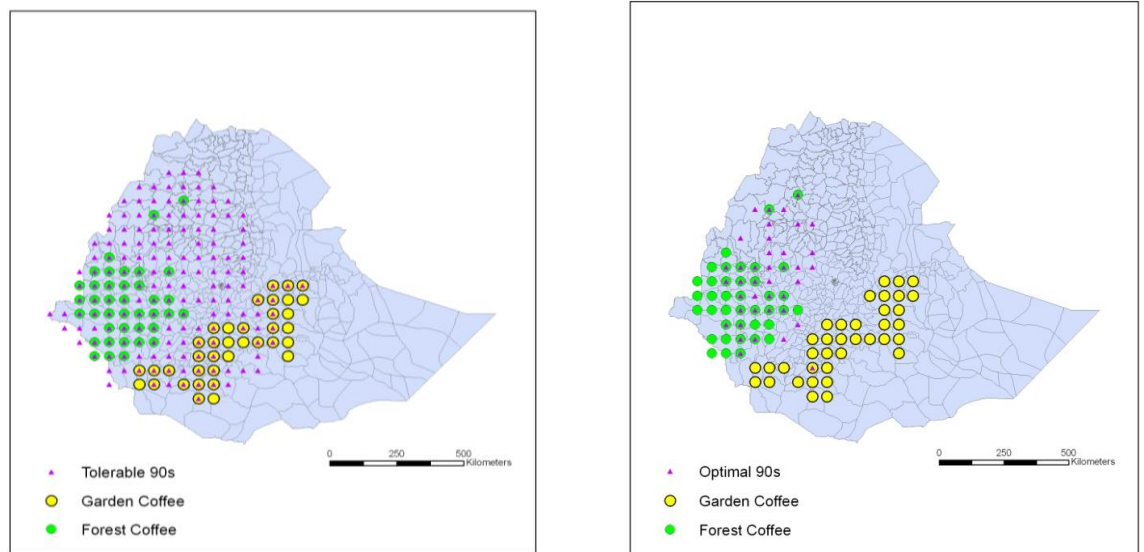 0 250 500
Kilometers
Tolerable 90s
Garden Coffee
Forest Coffee
0 250 500
Kilometers
Optimal 90s
Garden Coffee
Forest Coffee